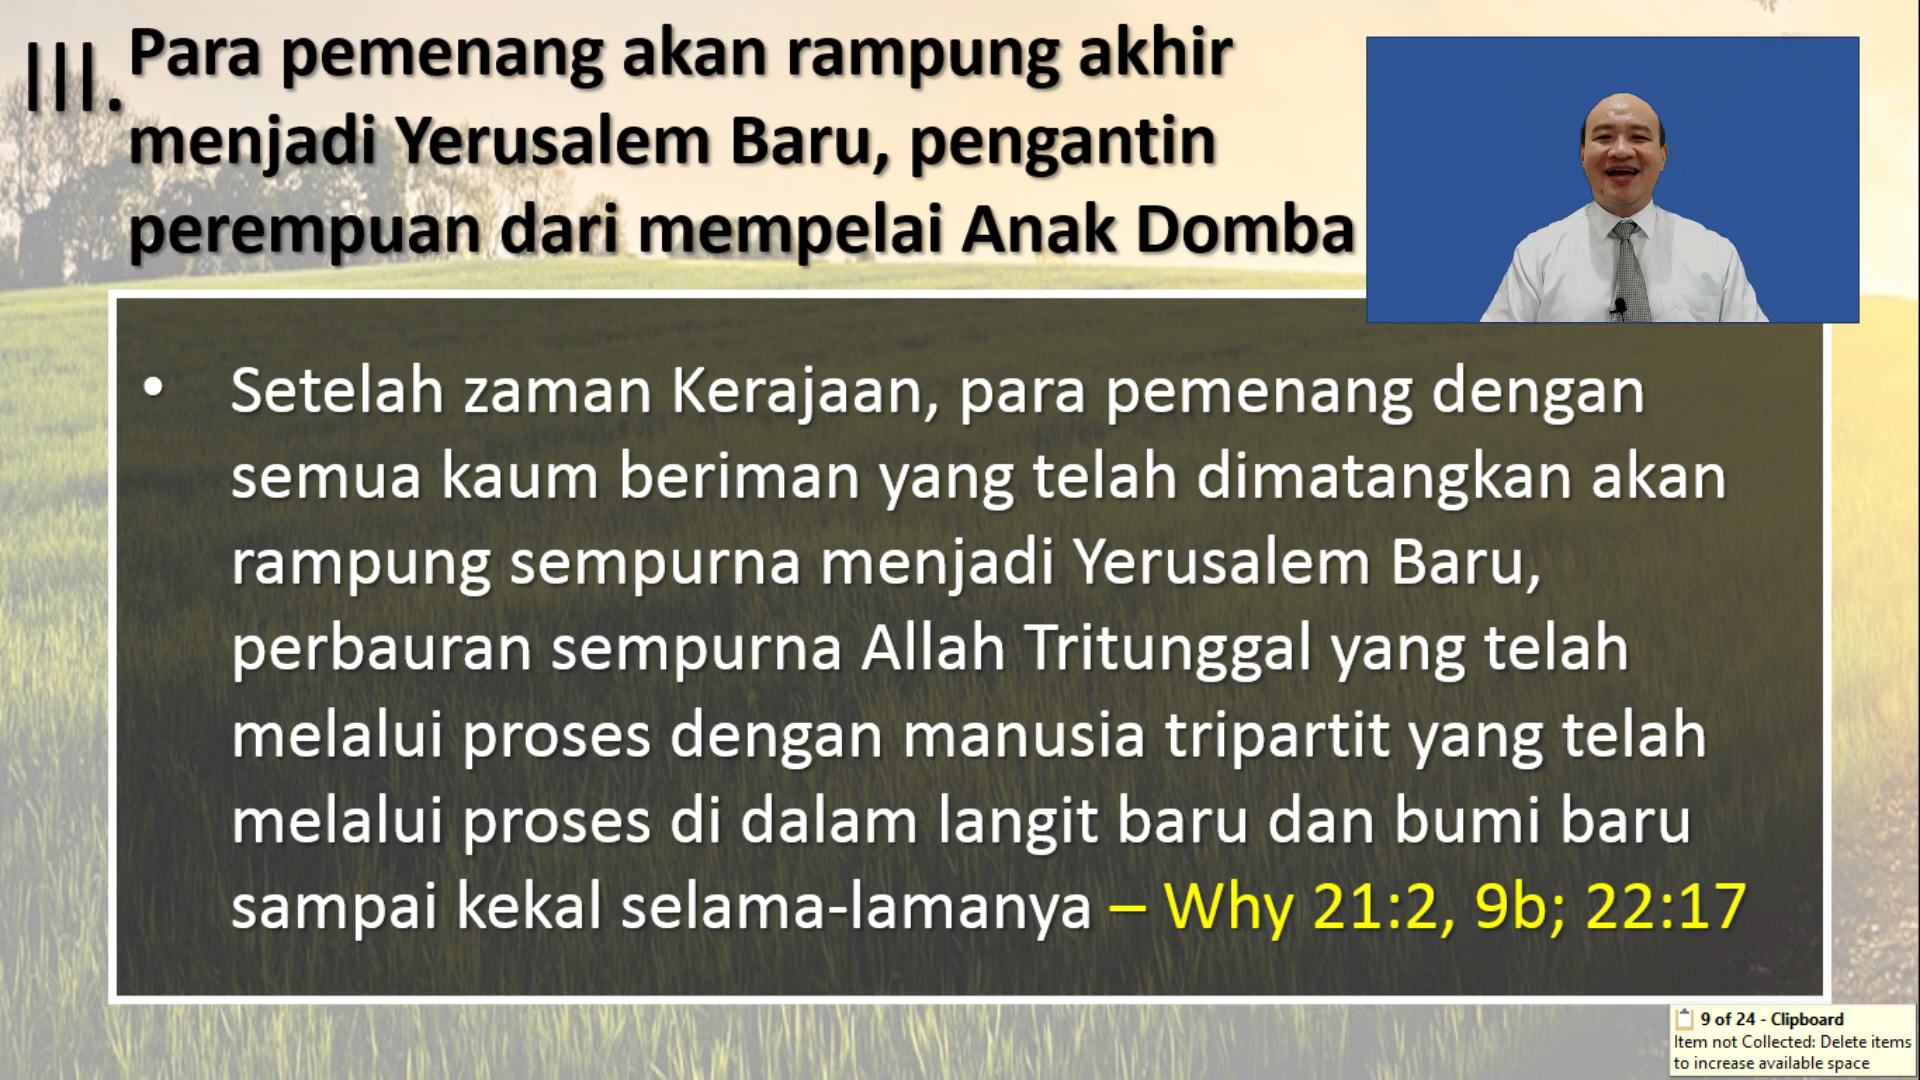 III. Para pemenang akan rampung akhir
menjadi Yerusalem Baru, pengantin
perempuan dari mempelai Anak Domba
• Setelah zaman Kerajaan, para pemenang dengan
semua kaum beriman yang telah dimatangkan akan
rampung sempurna menjadi Yerusalem Baru,
perbauran sempurna Allah Tritunggal yang telah
melalui proses dengan manusia tripartit yang telah
melalui proses di dalam langit baru dan bumi baru
sampai kekal selama-lamanya – Why 21:2, 9b; 22:17
9 of 24 - Clipboard
Item not Collected: Delete items
to increase available space